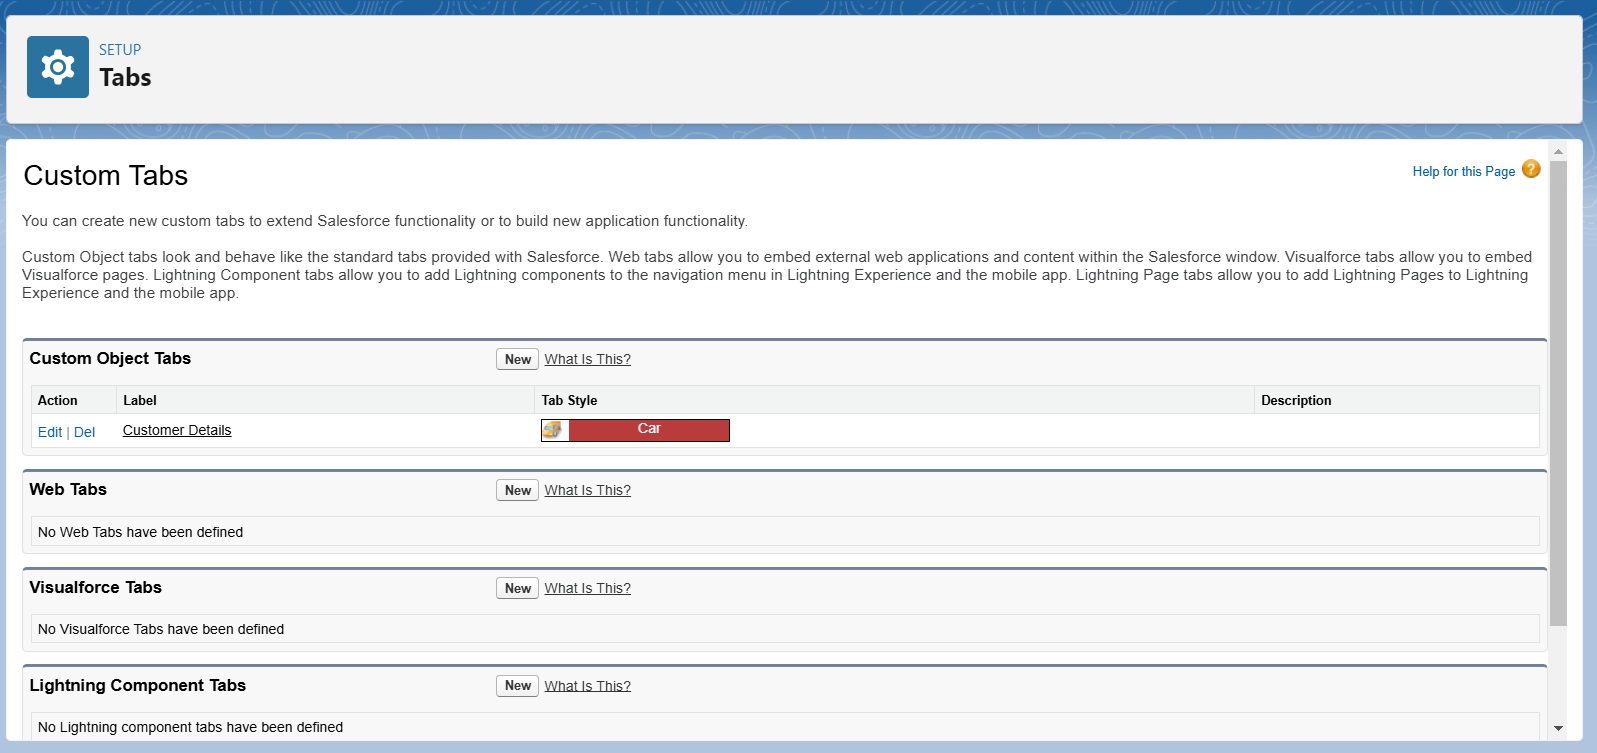 SETUP
Tabs
Custom Tabs
Help for this Page ?
You can create new custom tabs to extend Salesforce functionality or to build new application functionality.
Custom Object tabs look and behave like the standard tabs provided with Salesforce. Web tabs allow you to embed external web applications and content within the Salesforce window. Visualforce tabs allow you to embed
Visualforce pages. Lightning Component tabs allow you to add Lightning components to the navigation menu in Lightning Experience and the mobile app. Lightning Page tabs allow you to add Lightning Pages to Lightning
Experience and the mobile app.
Custom Object Tabs New What Is This?
Action Label Tab Style Description
Edit | Del Customer Details Car
Web Tabs New What Is This?
No Web Tabs have been defined
Visualforce Tabs New What Is This?
No Visualforce Tabs have been defined
Lightning Component Tabs New What Is This?
No Lightning component tabs have been defined